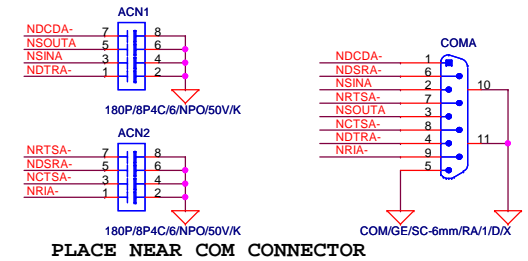 ACN1
NDCDA- 7 8
NSOUTA 5 6
NSINA 3 4
NDTRA- 1 2
180P/8P4C/6/NPO/50V/K
ACN2
NRTSA- 7 8
NDSRA- 5 6
NCTSA- 3 4
NRIA- 1 2
180P/8P4C/6/NPO/50V/K
COMA
NDCDA- 1
NDSRA- 6
NSINA 2 10
NRTSA- 7
NSOUTA 3
NCTSA- 8
NDTRA- 4 11
NRIA- 9
5
COM/GE/SC-6mm/RA/1/D/X
PLACE NEAR COM CONNECTOR